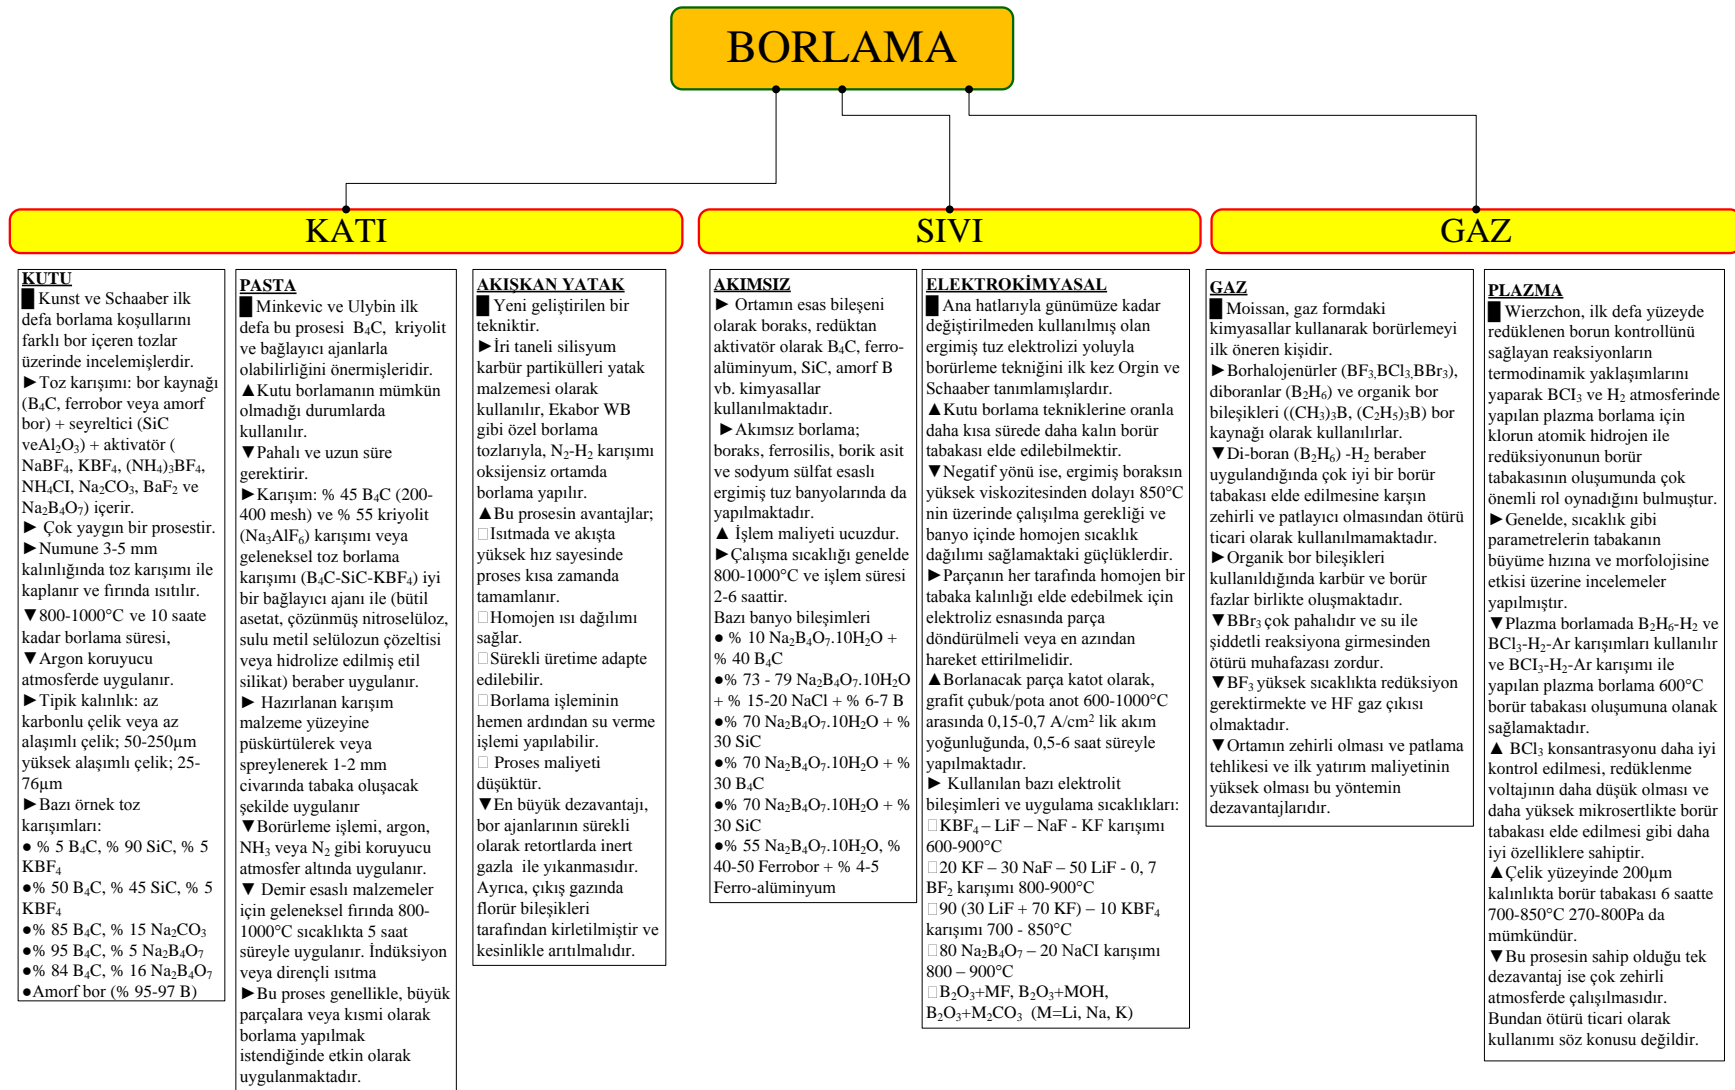 BORLAMA
KATI
SIVI
GAZ
KUTU
█ Kunst ve Schaaber ilk
defa borlama koşullarını
farklı bor içeren tozlar
üzerinde incelemişlerdir.
►Toz karışımı: bor kaynağı
(B₄C, ferrobor veya amorf
bor) + seyreltici (SiC
veAl₂O₃) + aktivatör (
NaBF₄, KBF₄, (NH₄)₃BF₄,
NH₄CI, Na₂CO₃, BaF₂ ve
Na₂B₄O₇) içerir.
► Çok yaygın bir prosestir.
►Numune 3-5 mm
kalınlığında toz karışımı ile
kaplanır ve fırında ısıtılır.
▼800-1000°C ve 10 saate
kadar borlama süresi,
▼Argon koruyucu
atmosferde uygulanır.
►Tipik kalınlık: az
karbonlu çelik veya az
alaşımlı çelik; 50-250µm
yüksek alaşımlı çelik; 25-
76µm
►Bazı örnek toz
karışımları:
● % 5 B₄C, % 90 SiC, % 5
KBF₄
●% 50 B₄C, % 45 SiC, % 5
KBF₄
●% 85 B₄C, % 15 Na₂CO₃
●% 95 B₄C, % 5 Na₂B₄O₇
●% 84 B₄C, % 16 Na₂B₄O₇
●Amorf bor (% 95-97 B)
PASTA
█ Minkevic ve Ulybin ilk
defa bu prosesi B₄C, kriyolit
ve bağlayıcı ajanlarla
olabilirliğini önermişleridir.
▲Kutu borlamanın mümkün
olmadığı durumlarda
kullanılır.
▼Pahalı ve uzun süre
gerektirir.
►Karışım: % 45 B₄C (200-
400 mesh) ve % 55 kriyolit
(Na₃AlF₆) karışımı veya
geleneksel toz borlama
karışımı (B₄C-SiC-KBF₄) iyi
bir bağlayıcı ajanı ile (bütil
asetat, çözünmüş nitroselüloz,
sulu metil selülozun çözeltisi
veya hidrolize edilmiş etil
silikat) beraber uygulanır.
► Hazırlanan karışım
malzeme yüzeyine
püskürtülerek veya
spreylenerek 1-2 mm
civarında tabaka oluşacak
şekilde uygulanır
▼Borürleme işlemi, argon,
NH₃ veya N₂ gibi koruyucu
atmosfer altında uygulanır.
▼ Demir esaslı malzemeler
için geleneksel fırında 800-
1000°C sıcaklıkta 5 saat
süreyle uygulanır. İndüksiyon
veya dirençli ısıtma
►Bu proses genellikle, büyük
parçalara veya kısmi olarak
borlama yapılmak
istendiğinde etkin olarak
uygulanmaktadır.
AKIŞKAN YATAK
█ Yeni geliştirilen bir
tekniktir.
►İri taneli silisyum
karbür partikülleri yatak
malzemesi olarak
kullanılır, Ekabor WB
gibi özel borlama
tozlarıyla, N₂-H₂ karışımı
oksijensiz ortamda
borlama yapılır.
▲Bu prosesin avantajlar;
□Isıtmada ve akışta
yüksek hız sayesinde
proses kısa zamanda
tamamlanır.
□Homojen ısı dağılımı
sağlar.
□Sürekli üretime adapte
edilebilir.
□Borlama işleminin
hemen ardından su verme
işlemi yapılabilir.
□ Proses maliyeti
düşüktür.
▼En büyük dezavantajı,
bor ajanlarının sürekli
olarak retortlarda inert
gazla ile yıkanmasıdır.
Ayrıca, çıkış gazında
florür bileşikleri
tarafından kirletilmiştir ve
kesinlikle arıtılmalıdır.
AKIMSIZ
► Ortamın esas bileşeni
olarak boraks, redüktan
aktivatör olarak B₄C, ferro-
alüminyum, SiC, amorf B
vb. kimyasallar
kullanılmaktadır.
►Akımsız borlama;
boraks, ferrosilis, borik asit
ve sodyum sülfat esaslı
ergimiş tuz banyolarında da
yapılmaktadır.
▲ İşlem maliyeti ucuzdur.
►Çalışma sıcaklığı genelde
800-1000°C ve işlem süresi
2-6 saattir.
Bazı banyo bileşimleri
● % 10 Na₂B₄O₇.10H₂O +
% 40 B₄C
●% 73 - 79 Na₂B₄O₇.10H₂O
+ % 15-20 NaCl + % 6-7 B
●% 70 Na₂B₄O₇.10H₂O + %
30 SiC
●% 70 Na₂B₄O₇.10H₂O + %
30 B₄C
●% 70 Na₂B₄O₇.10H₂O + %
30 SiC
●% 55 Na₂B₄O₇.10H₂O, %
40-50 Ferrobor + % 4-5
Ferro-alüminyum
ELEKTROKİMYASAL
█ Ana hatlarıyla günümüze kadar
değiştirilmeden kullanılmış olan
ergimiş tuz elektrolizi yoluyla
borürleme tekniğini ilk kez Orgin ve
Schaaber tanımlamışlardır.
▲Kutu borlama tekniklerine oranla
daha kısa sürede daha kalın borür
tabakası elde edilebilmektir.
▼Negatif yönü ise, ergimiş boraksın
yüksek viskozitesinden dolayı 850°C
nin üzerinde çalışılma gerekliği ve
banyo içinde homojen sıcaklık
dağılımı sağlamaktaki güçlüklerdir.
►Parçanın her tarafında homojen bir
tabaka kalınlığı elde edebilmek için
elektroliz esnasında parça
döndürülmeli veya en azından
hareket ettirilmelidir.
▲Borlanacak parça katot olarak,
grafit çubuk/pota anot 600-1000°C
arasında 0,15-0,7 A/cm² lik akım
yoğunluğunda, 0,5-6 saat süreyle
yapılmaktadır.
► Kullanılan bazı elektrolit
bileşimleri ve uygulama sıcaklıkları:
□KBF₄ – LiF – NaF - KF karışımı
600-900°C
□20 KF – 30 NaF – 50 LiF - 0, 7
BF₂ karışımı 800-900°C
□90 (30 LiF + 70 KF) – 10 KBF₄
karışımı 700 - 850°C
□80 Na₂B₄O₇ – 20 NaCI karışımı
800 – 900°C
□B₂O₃+MF, B₂O₃+MOH,
B₂O₃+M₂CO₃ (M=Li, Na, K)
GAZ
█ Moissan, gaz formdaki
kimyasallar kullanarak borürlemeyi
ilk öneren kişidir.
►Borhalojenürler (BF₃,BCl₃,BBr₃),
diboranlar (B₂H₆) ve organik bor
bileşikleri ((CH₃)₃B, (C₂H₅)₃B) bor
kaynağı olarak kullanılırlar.
▼Di-boran (B₂H₆) -H₂ beraber
uygulandığında çok iyi bir borür
tabakası elde edilmesine karşın
zehirli ve patlayıcı olmasından ötürü
ticari olarak kullanılmamaktadır.
►Organik bor bileşikleri
kullanıldığında karbür ve borür
fazlar birlikte oluşmaktadır.
▼BBr₃ çok pahalıdır ve su ile
şiddetli reaksiyona girmesinden
ötürü muhafazası zordur.
▼BF₃ yüksek sıcaklıkta redüksiyon
gerektirmekte ve HF gaz çıkısı
olmaktadır.
▼Ortamın zehirli olması ve patlama
tehlikesi ve ilk yatırım maliyetinin
yüksek olması bu yöntemin
dezavantajlarıdır.
PLAZMA
█ Wierzchon, ilk defa yüzeyde
redüklenen borun kontrollünü
sağlayan reaksiyonların
termodinamik yaklaşımlarını
yaparak BCI₃ ve H₂ atmosferinde
yapılan plazma borlama için
klorun atomik hidrojen ile
redüksiyonunun borür
tabakasının oluşumunda çok
önemli rol oynadığını bulmuştur.
►Genelde, sıcaklık gibi
parametrelerin tabakanın
büyüme hızına ve morfolojisine
etkisi üzerine incelemeler
yapılmıştır.
▼Plazma borlamada B₂H₆-H₂ ve
BCl₃-H₂-Ar karışımları kullanılır
ve BCI₃-H₂-Ar karışımı ile
yapılan plazma borlama 600°C
borür tabakası oluşumuna olanak
sağlamaktadır.
▲ BCl₃ konsantrasyonu daha iyi
kontrol edilmesi, redüklenme
voltajının daha düşük olması ve
daha yüksek mikrosertlikte borür
tabakası elde edilmesi gibi daha
iyi özelliklere sahiptir.
▲Çelik yüzeyinde 200µm
kalınlıkta borür tabakası 6 saatte
700-850°C 270-800Pa da
mümkündür.
▼Bu prosesin sahip olduğu tek
dezavantaj ise çok zehirli
atmosferde çalışılmasıdır.
Bundan ötürü ticari olarak
kullanımı söz konusu değildir.